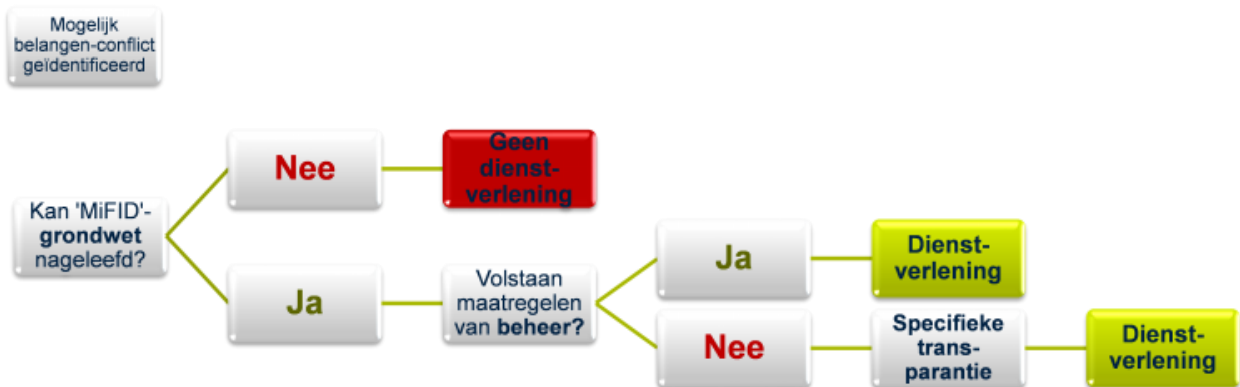 Mogelijk
belangen-conflict
geïdentificeerd
Kan 'MiFID'-
grondwet
nageleefd?
Nee
Geen
dienst-
verlening
Ja
Volstaan
maatregelen
van beheer?
Ja
Dienst-
verlening
Nee
Specifieke
trans-
parantie
Dienst-
verlening